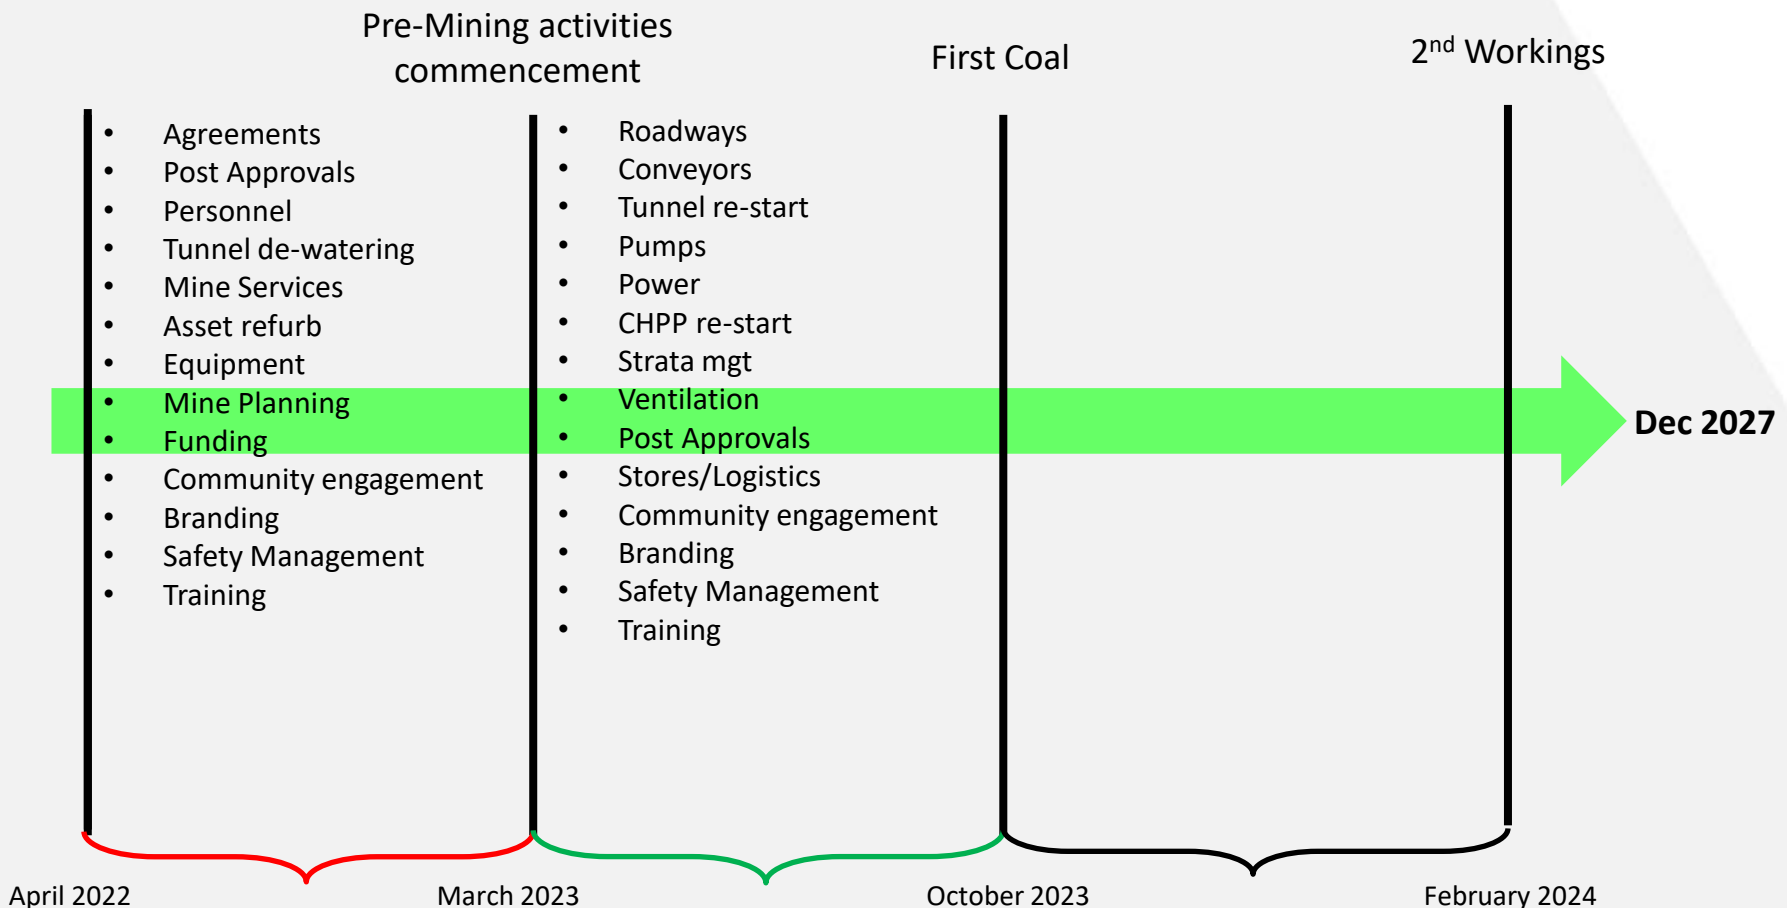 Pre-Mining activities
commencement
First Coal
2nd Workings
• Agreements
• Post Approvals
• Personnel
• Tunnel de-watering
• Mine Services
• Asset refurb
• Equipment
• Mine Planning
• Funding
• Community engagement
• Branding
• Safety Management
• Training
• Roadways
• Conveyors
• Tunnel re-start
• Pumps
• Power
• CHPP re-start
• Strata mgt
• Ventilation
• Post Approvals
• Stores/Logistics
• Community engagement
• Branding
• Safety Management
• Training
Dec 2027
April 2022
March 2023
October 2023
February 2024